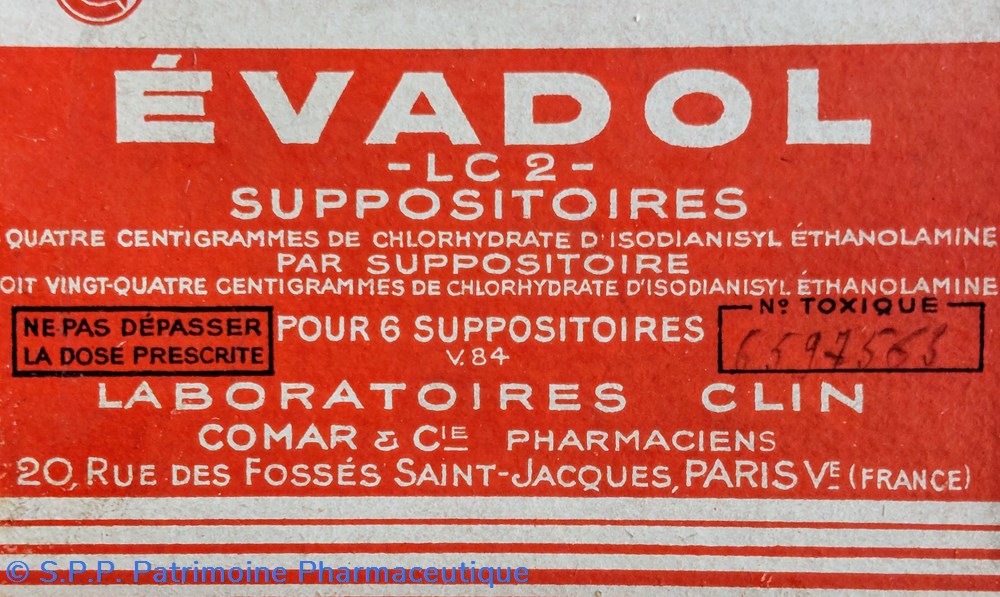 ÉVADOL
-LC 2-
SUPPOSITOIRES
QUATRE CENTIGRAMMES DE CHLORHYDRATE D'ISODIANISYL ÉTHANOLAMINE
PAR SUPPOSITOIRE
OIT VINGT-QUATRE CENTIGRAMMES DE CHLORHYDRATE D'ISODIANISYL ÉTHANOLAMINE
NE PAS DÉPASSER
LA DOSE PRESCRITE
POUR 6 SUPPOSITOIRES
V.84
No TOXIQUE
6597563
LABORATOIRES CLIN
COMAR & CIE PHARMACIENS
20, RUE DES FOSSÉS SAINT-JACQUES, PARIS VE (FRANCE)
© S.P.P. Patrimoine Pharmaceutique